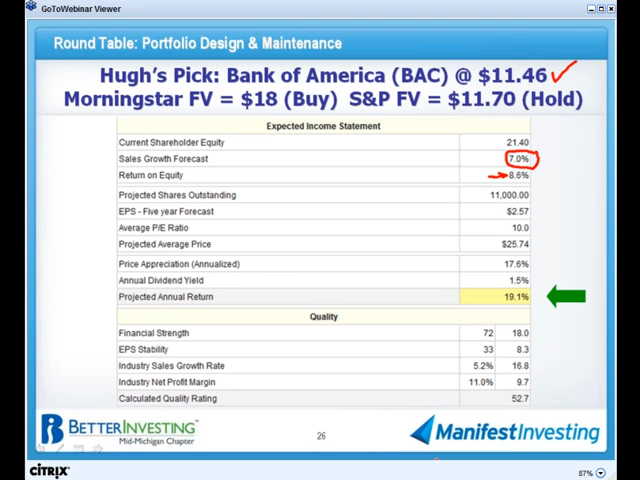 GoToWebinar Viewer
Round Table: Portfolio Design & Maintenance
Hugh's Pick: Bank of America (BAC) @ $11.46
Morningstar FV = $18 (Buy) S&P FV = $11.70 (Hold)
Expected Income Statement
Current Shareholder Equity 21.40
Sales Growth Forecast 7.0%
Return on Equity 8.6%
Projected Shares Outstanding 11,000.00
EPS - Five year Forecast $2.57
Average P/E Ratio 10.0
Projected Average Price $25.74
Price Appreciation (Annualized) 17.6%
Annual Dividend Yield 1.5%
Projected Annual Return 19.1%
Quality
Financial Strength 72 18.0
EPS Stability 33 8.3
Industry Sales Growth Rate 5.2% 16.8
Industry Net Profit Margin 11.0% 9.7
Calculated Quality Rating 52.7
BETTERINVESTING™
Mid-Michigan Chapter
26
ManifestInvesting
CITRIX
87%